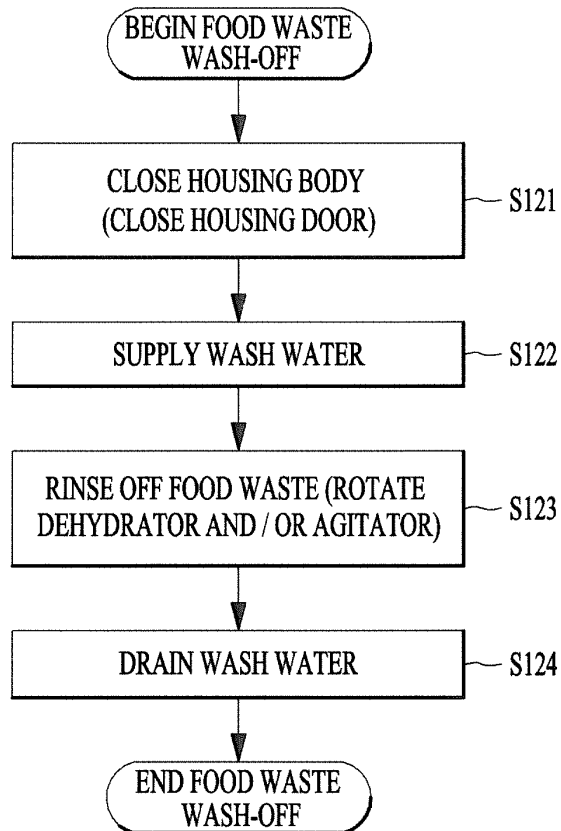 BEGIN FOOD WASTE
WASH-OFF
CLOSE HOUSING BODY
(CLOSE HOUSING DOOR)
S121
SUPPLY WASH WATER
S122
RINSE OFF FOOD WASTE (ROTATE
DEHYDRATOR AND / OR AGITATOR)
S123
DRAIN WASH WATER
S124
END FOOD WASTE
WASH-OFF